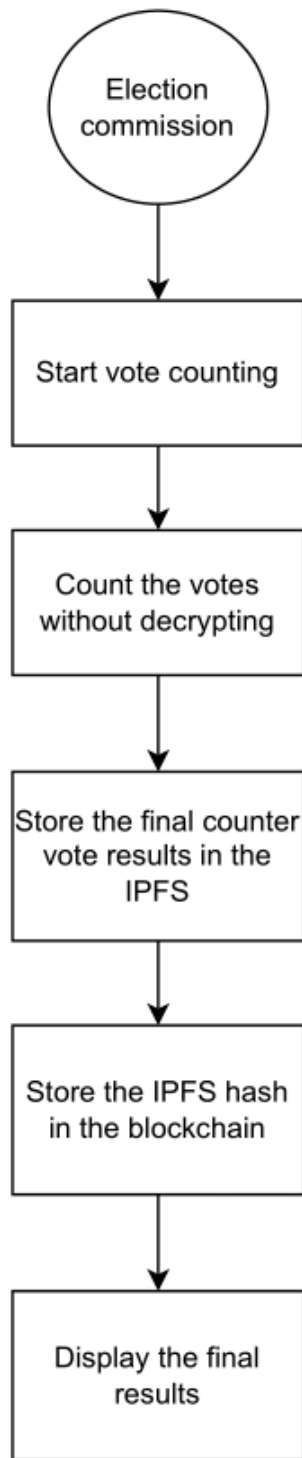 Election
commission
Start vote counting
Count the votes
without decrypting
Store the final counter
vote results in the
IPFS
Store the IPFS hash
in the blockchain
Display the final
results